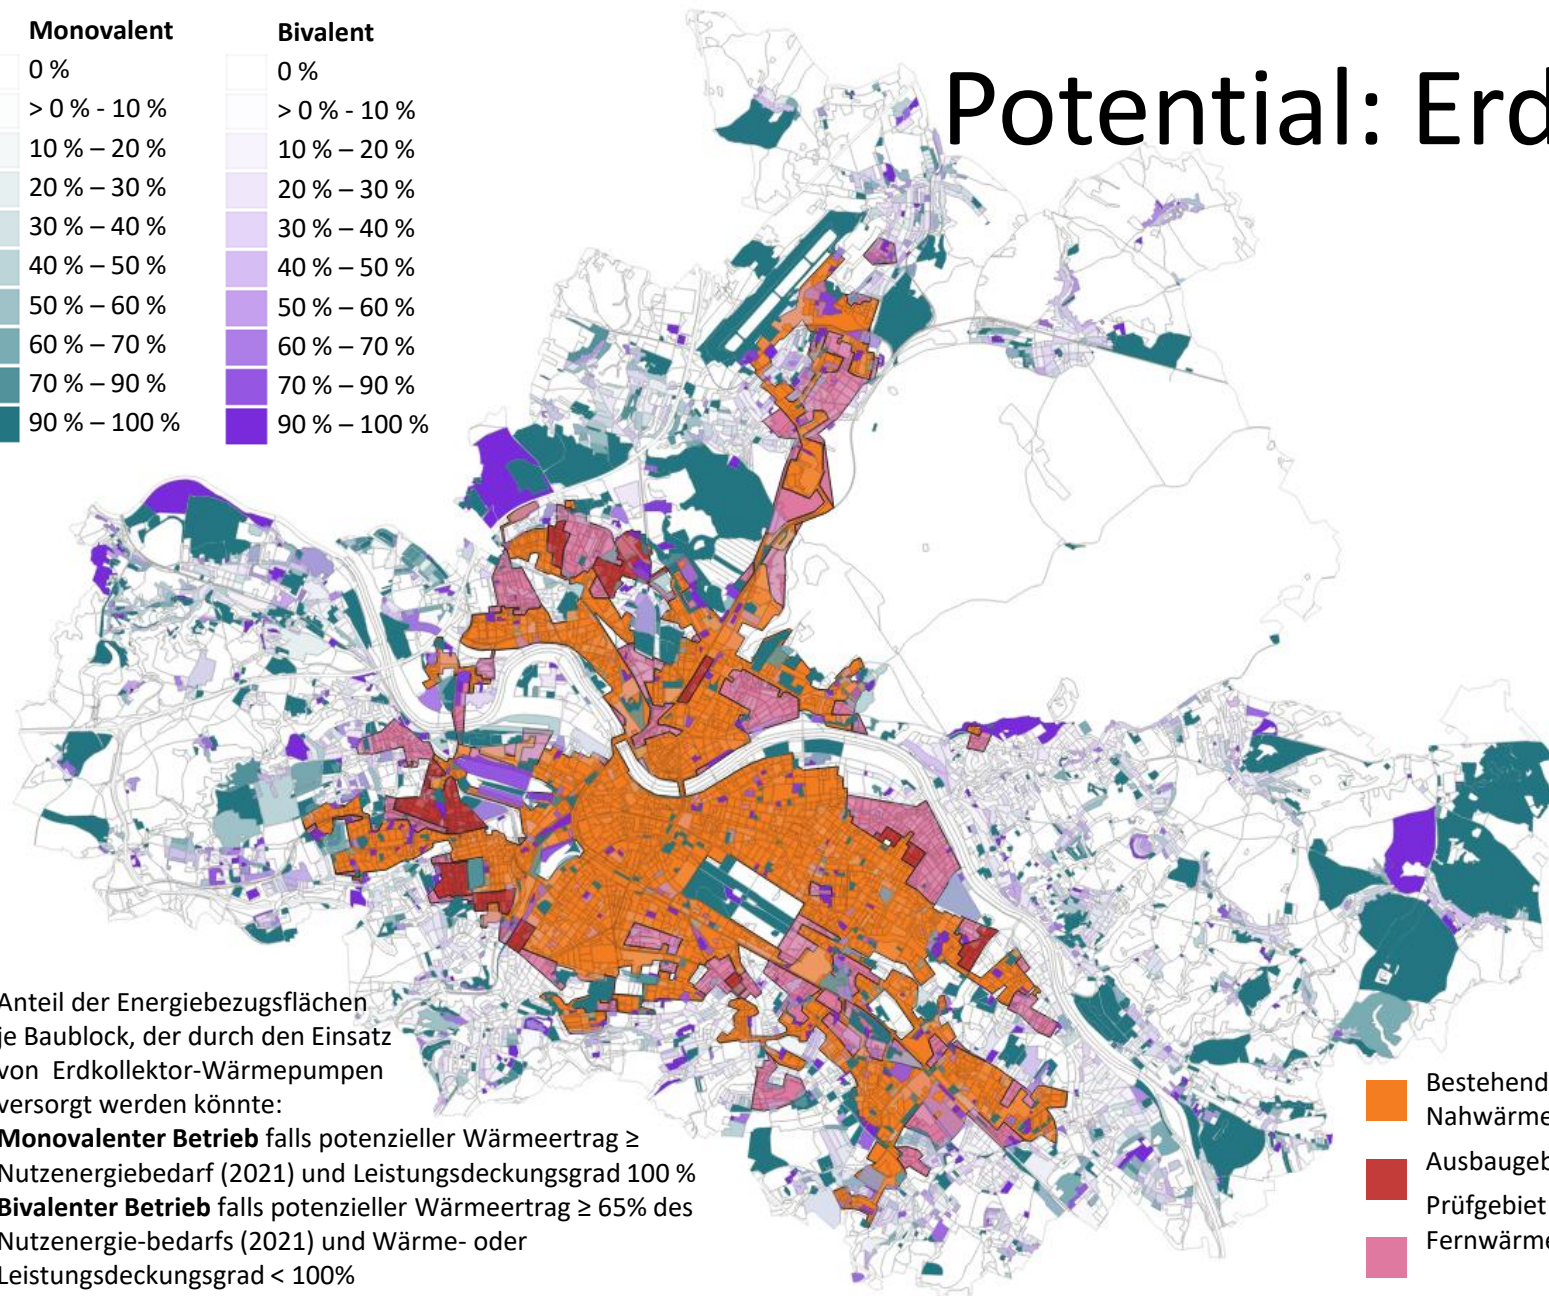 Potential: Erd
Monovalent
0 %
> 0 % - 10 %
10 % – 20 %
20 % – 30 %
30 % – 40 %
40 % – 50 %
50 % – 60 %
60 % – 70 %
70 % – 90 %
90 % – 100 %
Bivalent
0 %
> 0 % - 10 %
10 % – 20 %
20 % – 30 %
30 % – 40 %
40 % – 50 %
50 % – 60 %
60 % – 70 %
70 % – 90 %
90 % – 100 %
Anteil der Energiebezugsflächen
je Baublock, der durch den Einsatz
von Erdkollektor-Wärmepumpen
versorgt werden könnte:
Monovalenter Betrieb falls potenzieller Wärmeertrag ≥
Nutzenergiebedarf (2021) und Leistungsdeckungsgrad 100 %
Bivalenter Betrieb falls potenzieller Wärmeertrag ≥ 65% des
Nutzenergie-bedarfs (2021) und Wärme- oder
Leistungsdeckungsgrad < 100%
Bestehend
Nahwärme
Ausbaugeb
Prüfgebiet
Fernwärme